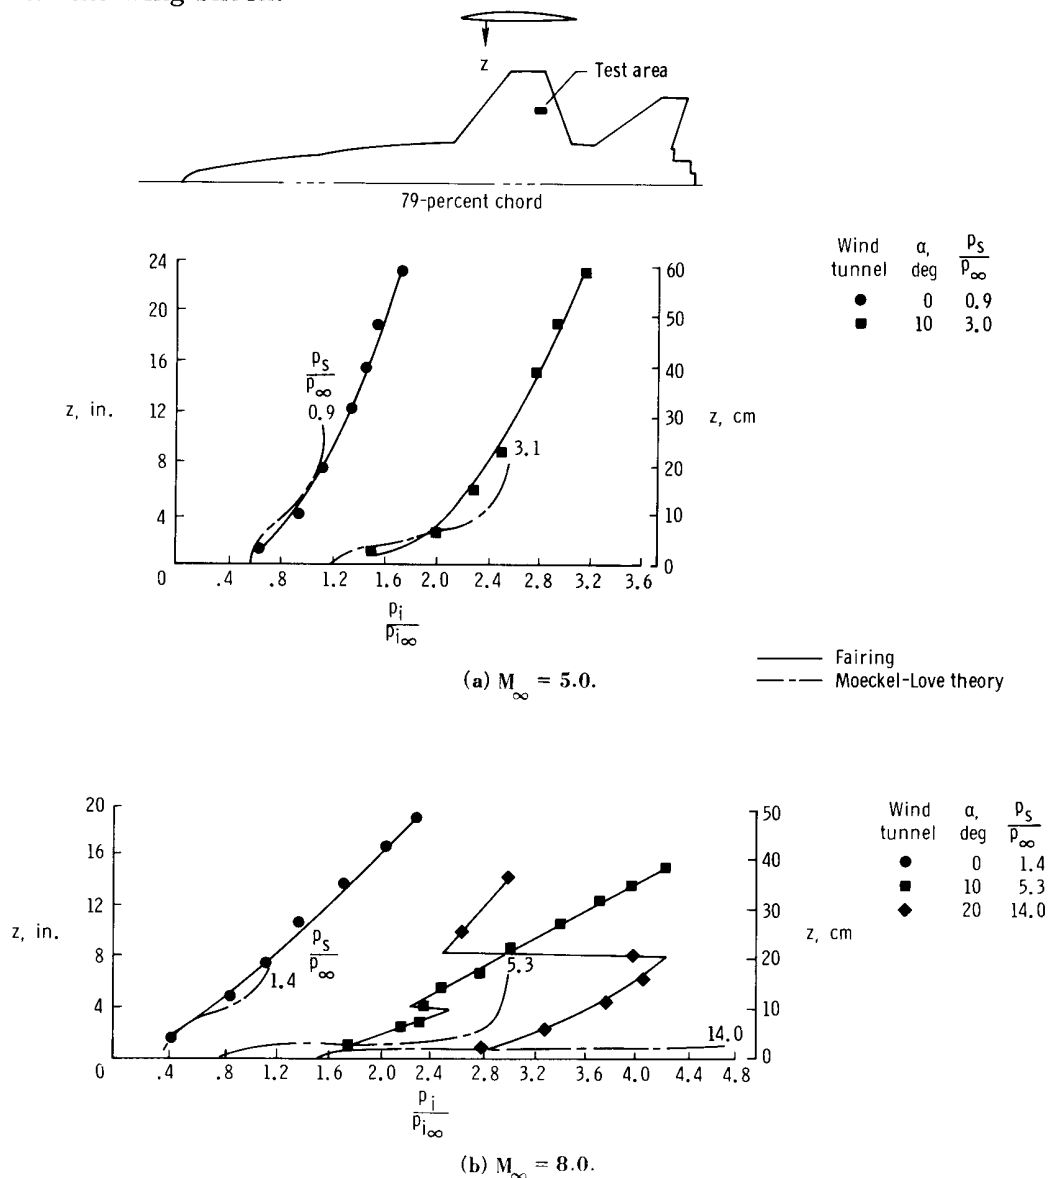 z
Test area
79-percent chord
Wind tunnel α, deg p_s/p_∞
● 0 0.9
■ 10 3.0
24
20
16
12
8
4
0
z, in.
p_s/p_∞
0.9
3.1
60
50
40
30
20
10
0
z, cm
.4 .8 1.2 1.6 2.0 2.4 2.8 3.2 3.6
p_i/p_i∞
(a) M_∞ = 5.0.
Fairing
Moeckel-Love theory
Wind tunnel α, deg p_s/p_∞
● 0 1.4
■ 10 5.3
◆ 20 14.0
20
16
12
8
4
0
z, in.
p_s/p_∞
1.4
5.3
14.0
50
40
30
20
10
0
z, cm
.4 .8 1.2 1.6 2.0 2.4 2.8 3.2 3.6 4.0 4.4 4.8
p_i/p_i∞
(b) M_∞ = 8.0.